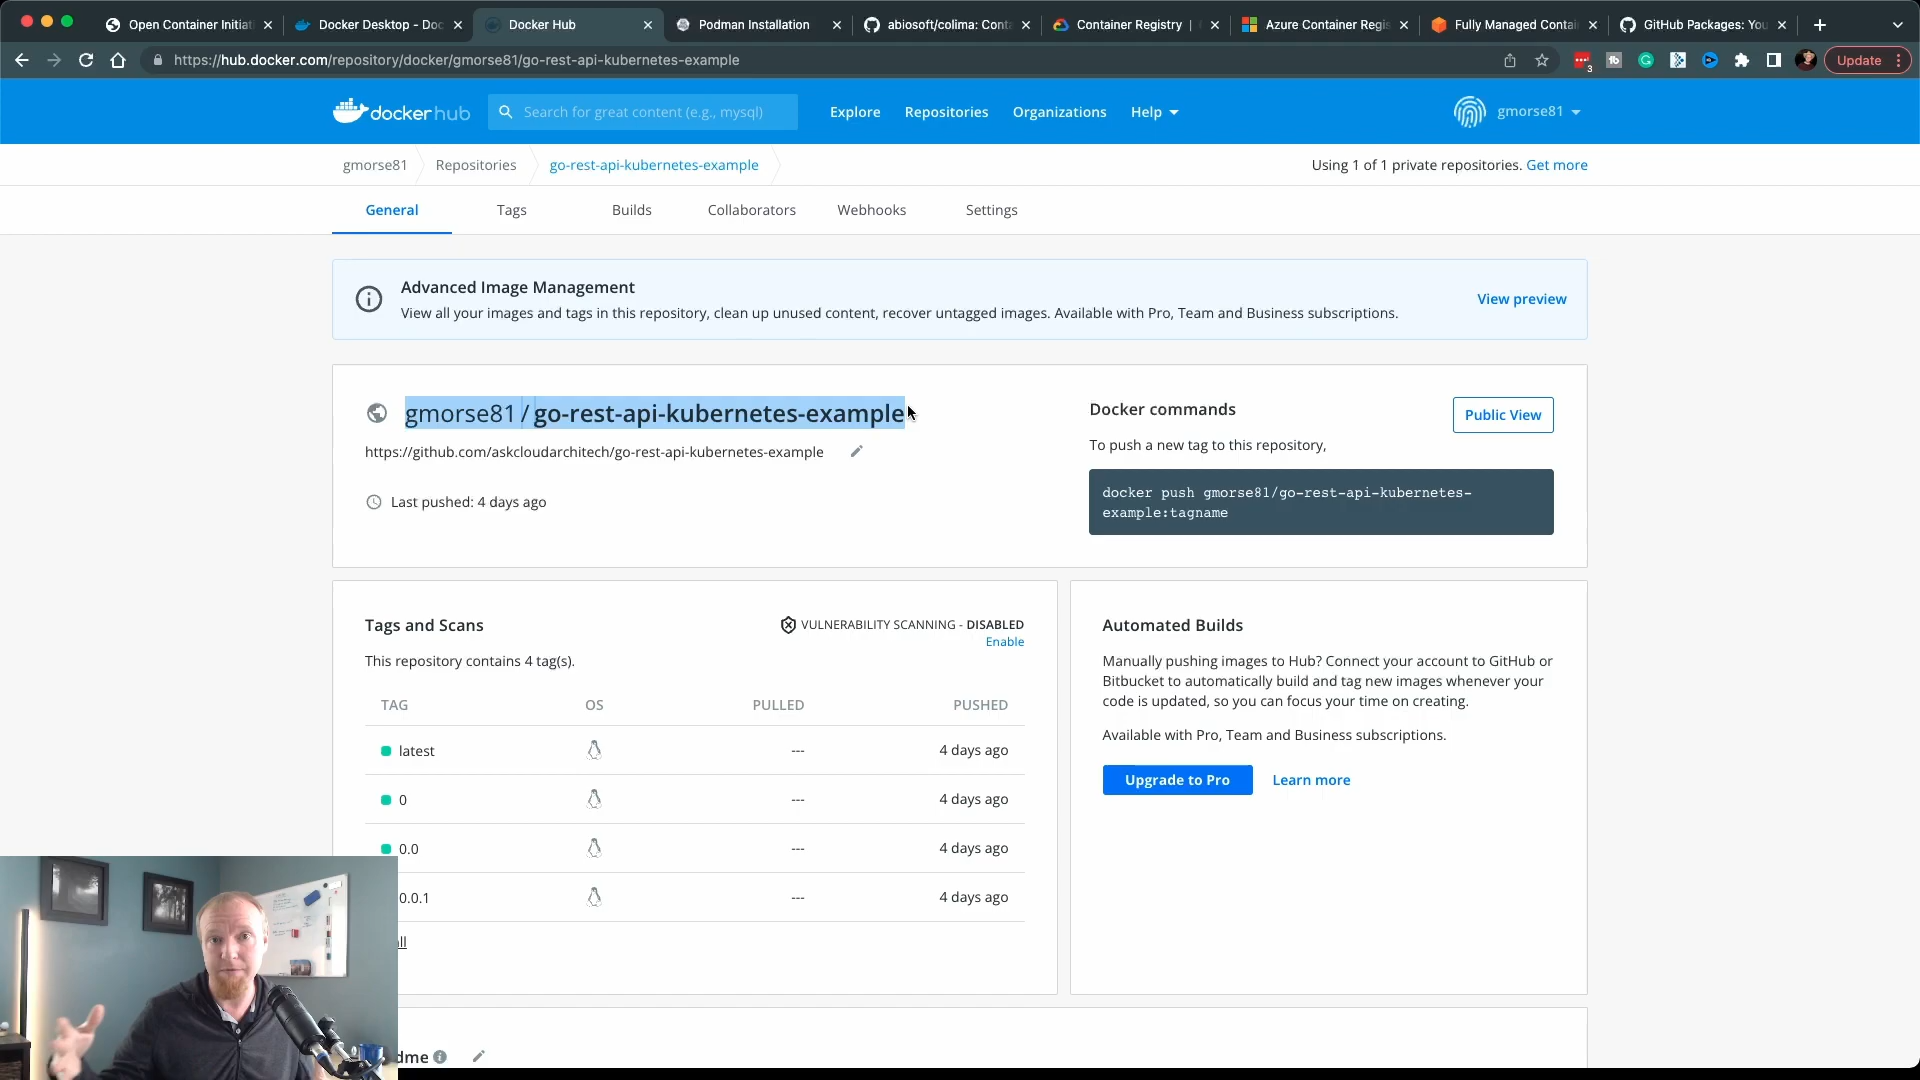 Open Container Initiat
Docker Desktop - Doc
Docker Hub
Podman Installation
abiosoft/colima: Cont
Container Registry
Azure Container Regis
Fully Managed Contai
GitHub Packages: You
https://hub.docker.com/repository/docker/gmorse81/go-rest-api-kubernetes-example
3
Update
docker hub
Search for great content (e.g., mysql)
Explore
Repositories
Organizations
Help
gmorse81
gmorse81
Repositories
go-rest-api-kubernetes-example
Using 1 of 1 private repositories. Get more
General
Tags
Builds
Collaborators
Webhooks
Settings
Advanced Image Management
View all your images and tags in this repository, clean up unused content, recover untagged images. Available with Pro, Team and Business subscriptions.
View preview
gmorse81 / go-rest-api-kubernetes-example
https://github.com/askcloudarchitech/go-rest-api-kubernetes-example
Last pushed: 4 days ago
Docker commands
Public View
To push a new tag to this repository,
docker push gmorse81/go-rest-api-kubernetes-
example:tagname
Tags and Scans
VULNERABILITY SCANNING - DISABLED
Enable
This repository contains 4 tag(s).
TAG OS PULLED PUSHED
latest --- 4 days ago
0 --- 4 days ago
0.0 --- 4 days ago
0.0.1 --- 4 days ago
Automated Builds
Manually pushing images to Hub? Connect your account to GitHub or
Bitbucket to automatically build and tag new images whenever your
code is updated, so you can focus your time on creating.
Available with Pro, Team and Business subscriptions.
Upgrade to Pro
Learn more
dme